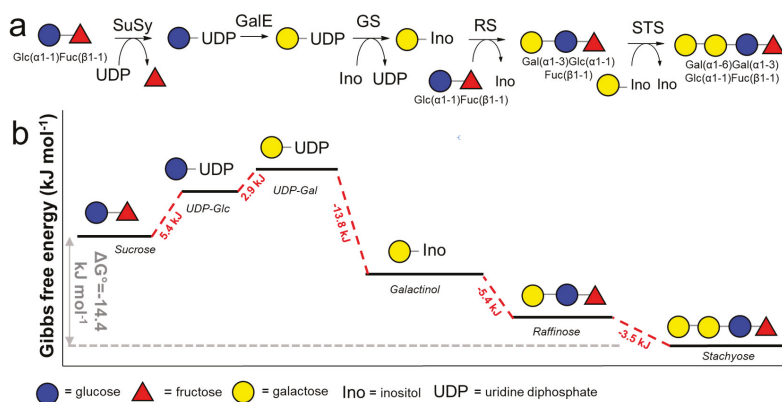 a
SuSy
GalE
GS
RS
STS
UDP
UDP
Ino
Glc(α1-1)Fuc(β1-1)
UDP
Ino
UDP
Ino
Glc(α1-1)Fuc(β1-1)
Gal(α1-3)Glc(α1-1)
Fuc(β1-1)
Ino
Ino
Gal(α1-6)Gal(α1-3)
Glc(α1-1)Fuc(β1-1)
b
Gibbs free energy (kJ mol⁻¹)
ΔG°=-14.4
kJ mol⁻¹
Sucrose
5.4 kJ
UDP
UDP-Glc
2.9 kJ
UDP
UDP-Gal
-13.8 kJ
Ino
Galactinol
-5.4 kJ
Raffinose
-3.5 kJ
Stachyose
= glucose
= fructose
= galactose
Ino = inositol
UDP = uridine diphosphate